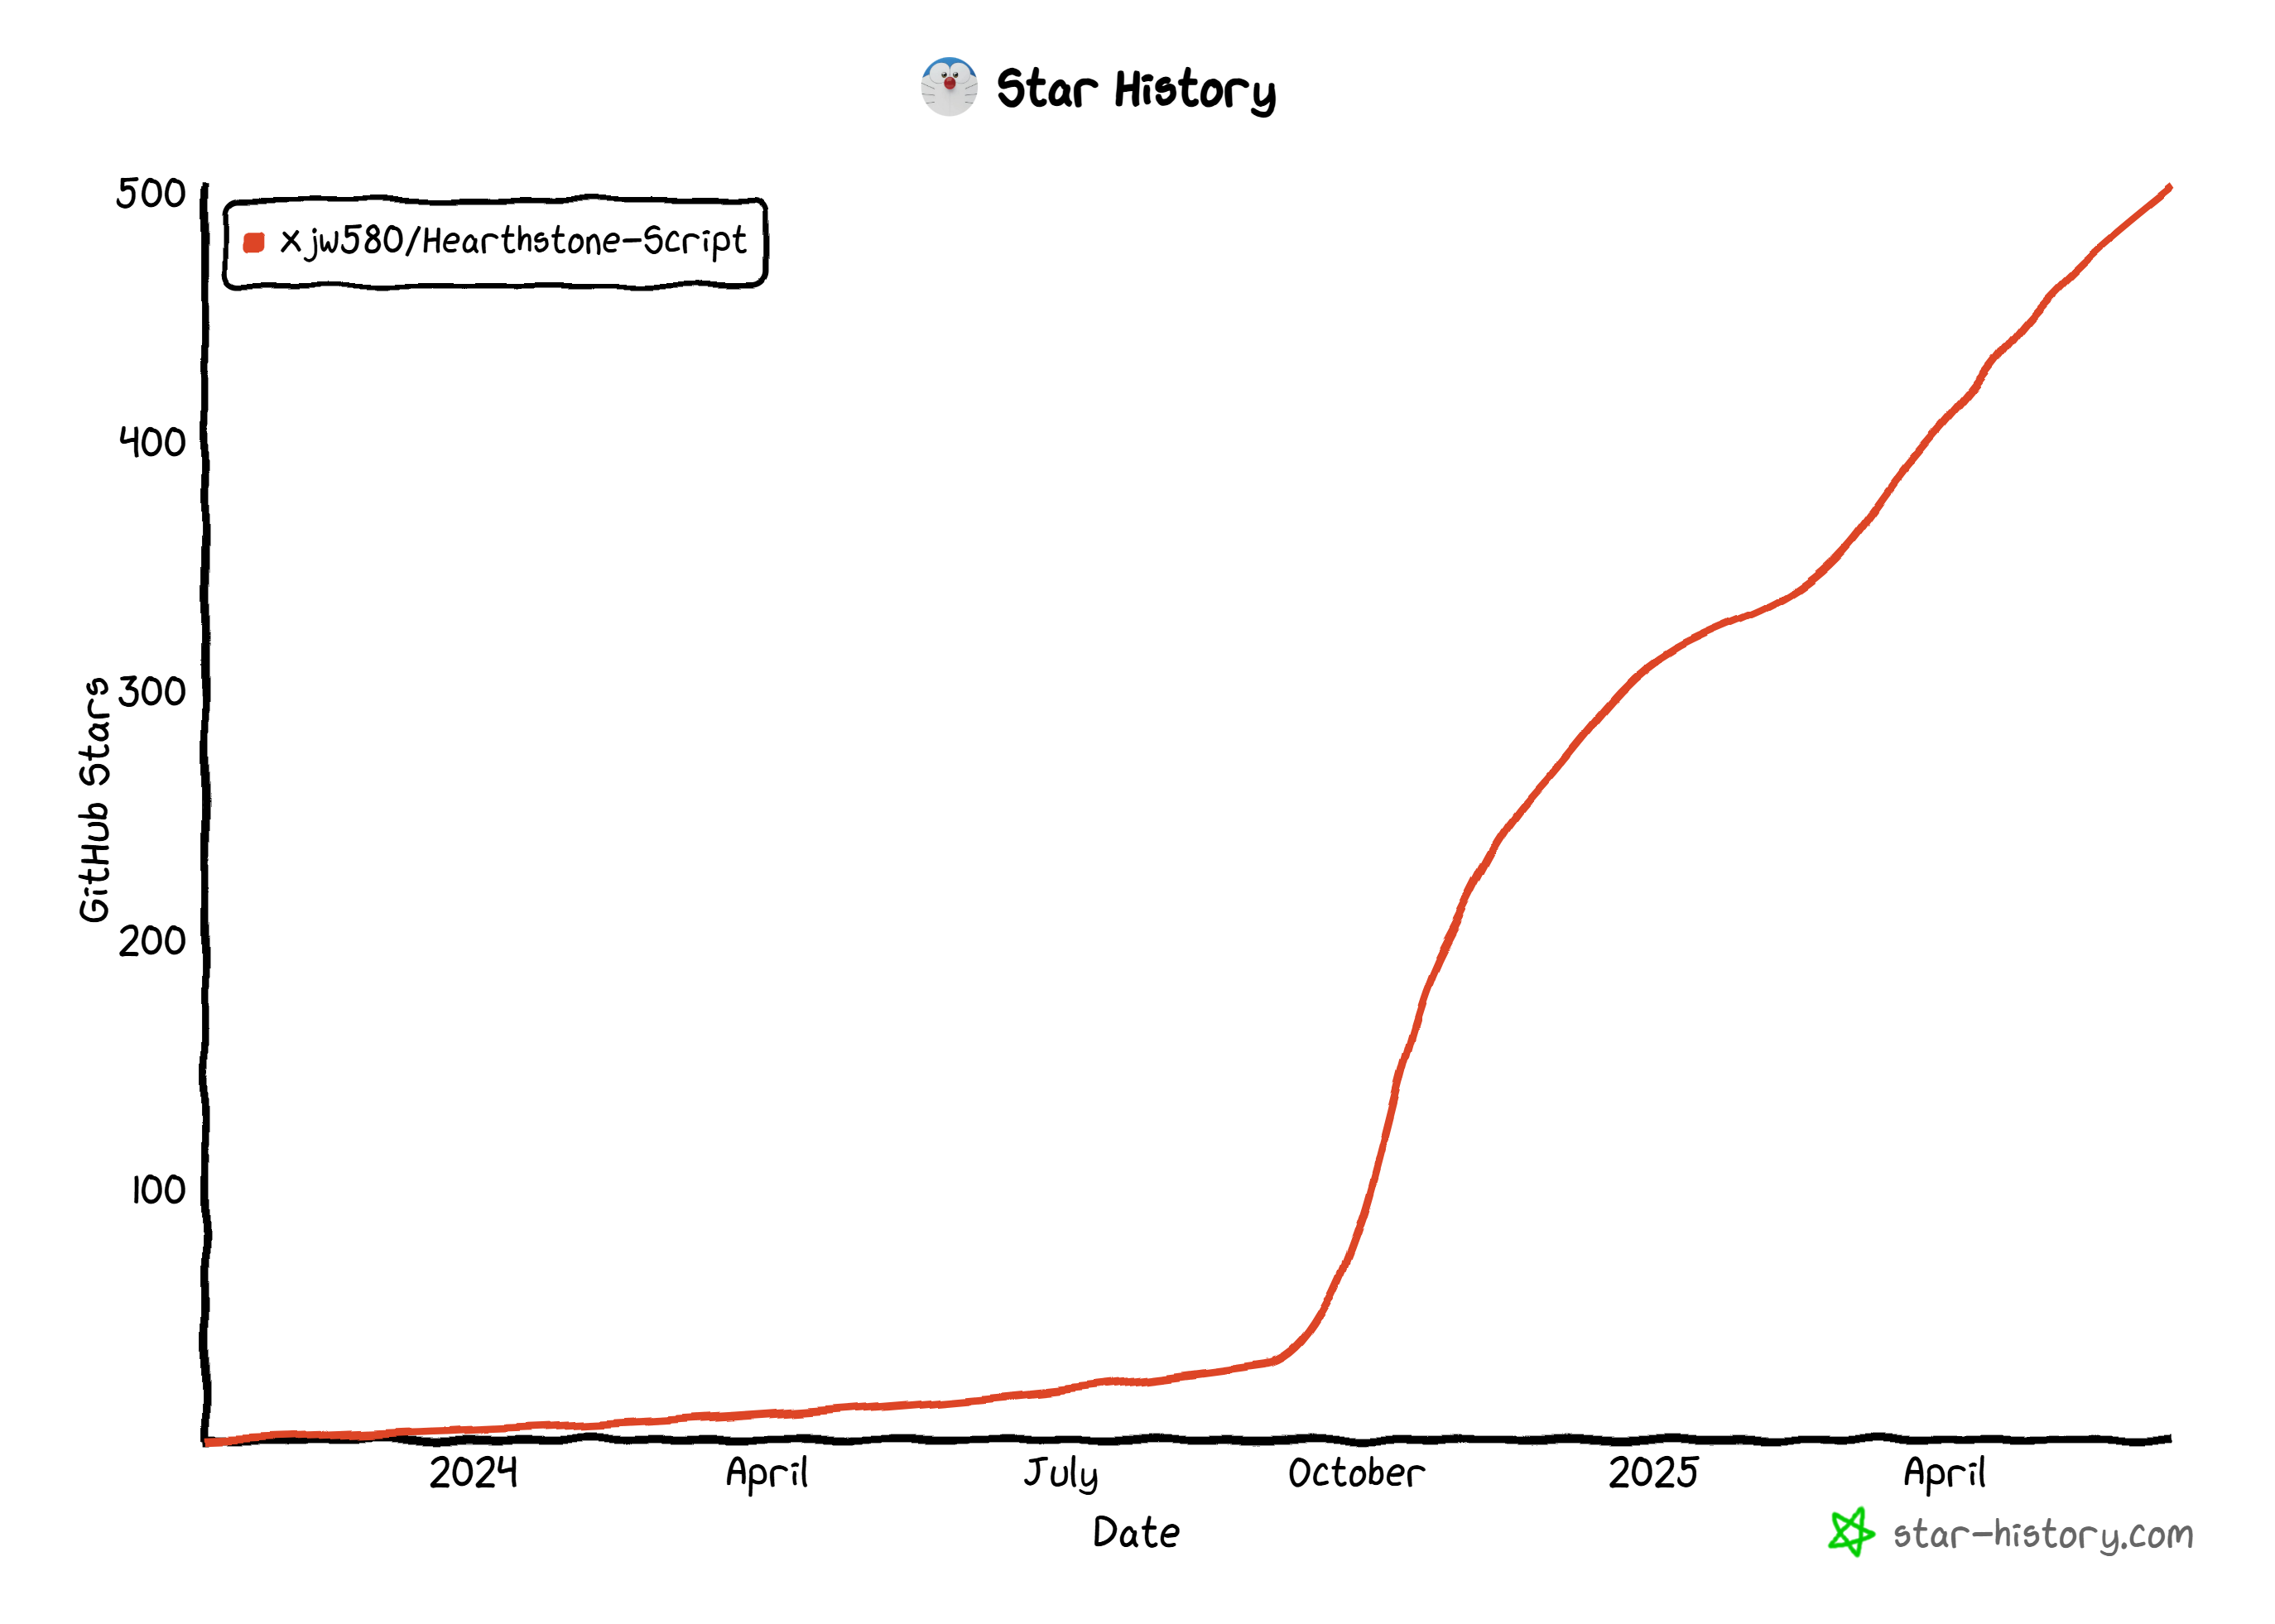 Star History
500
xjw580/Hearthstone-Script
400
300
200
100
GitHub Stars
2024 April July October 2025 April
Date
star-history.com